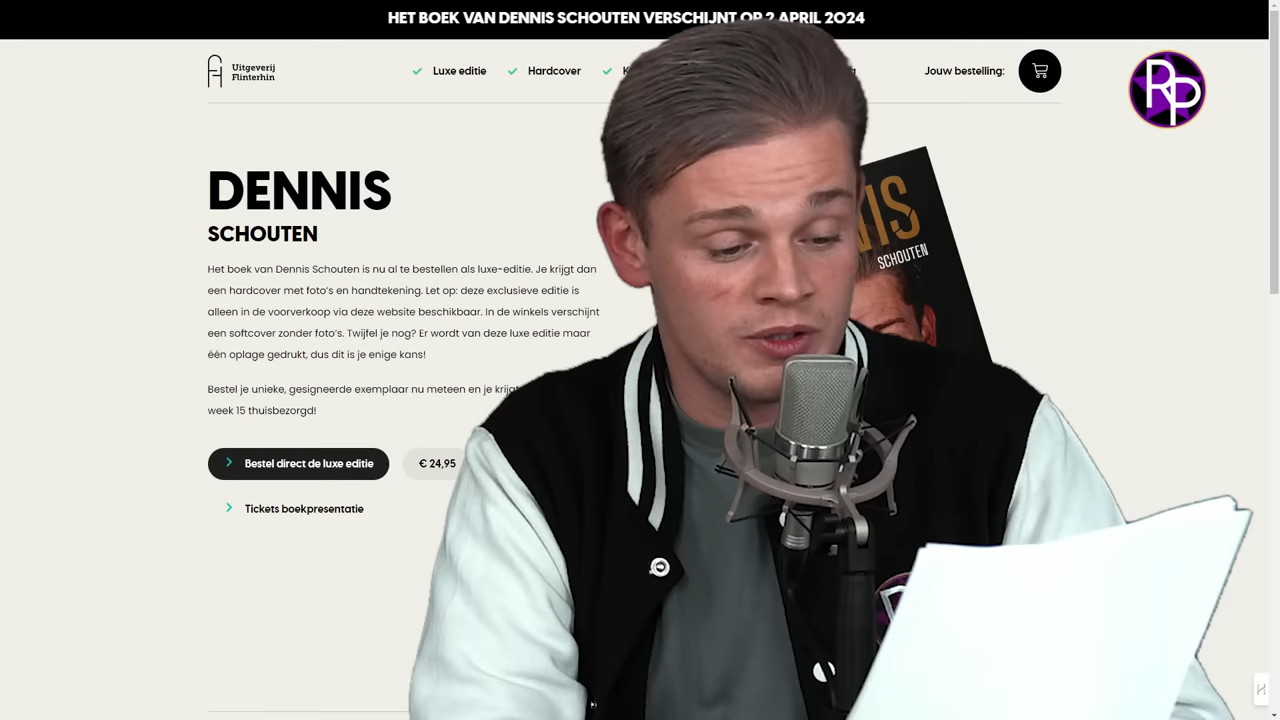 HET BOEK VAN DENNIS SCHOUTEN VERSCHIJNT OP 2 APRIL 2024
Uitgeverij
Flinterhin
Luxe editie
Hardcover
Jouw bestelling:
RP
DENNIS
SCHOUTEN
Het boek van Dennis Schouten is nu al te bestellen als luxe-editie. Je krijgt dan
een hardcover met foto's en handtekening. Let op: deze exclusieve editie is
alleen in de voorverkoop via deze website beschikbaar. In de winkels verschijnt
een softcover zonder foto's. Twijfel je nog? Er wordt van deze luxe editie maar
één oplage gedrukt, dus dit is je enige kans!
Bestel je unieke, gesigneerde exemplaar nu meteen en je krijgt
week 15 thuisbezorgd!
Bestel direct de luxe editie
€ 24,95
Tickets boekpresentatie
NIS
SCHOUTEN